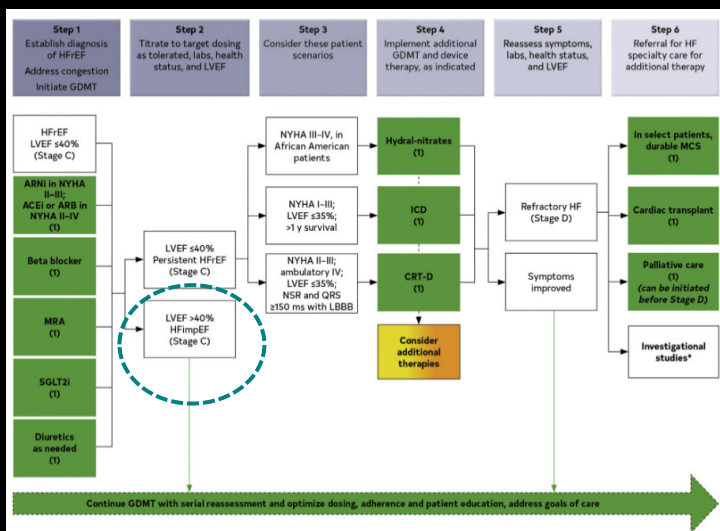 Step 1
Establish diagnosis
of HFrEF
Address congestion
Initiate GDMT
Step 2
Titrate to target dosing
as tolerated, labs, health
status, and LVEF
Step 3
Consider these patient
scenarios
Step 4
Implement additional
GDMT and device
therapy, as indicated
Step 5
Reassess symptoms,
labs, health status,
and LVEF
Step 6
Referral for HF
specialty care for
additional therapy
HFrEF
LVEF ≤40%
(Stage C)
ARNi in NYHA
II–III;
ACEi or ARB in
NYHA II–IV
(1)
Beta blocker
(1)
MRA
(1)
SGLT2i
(1)
Diuretics
as needed
(1)
LVEF ≤40%
Persistent HFrEF
(Stage C)
LVEF >40%
HFimpEF
(Stage C)
NYHA III–IV, in
African American
patients
NYHA I–III;
LVEF ≤35%;
>1 y survival
NYHA II–III;
ambulatory IV;
LVEF ≤35%;
NSR and QRS
≥150 ms with LBBB
Hydral-nitrates
(1)
ICD
(1)
CRT-D
(1)
Consider
additional
therapies
Refractory HF
(Stage D)
Symptoms
improved
In select patients,
durable MCS
(1)
Cardiac transplant
(1)
Palliative care
(1)
(can be initiated
before Stage D)
Investigational
studies*
Continue GDMT with serial reassessment and optimize dosing, adherence and patient education, address goals of care